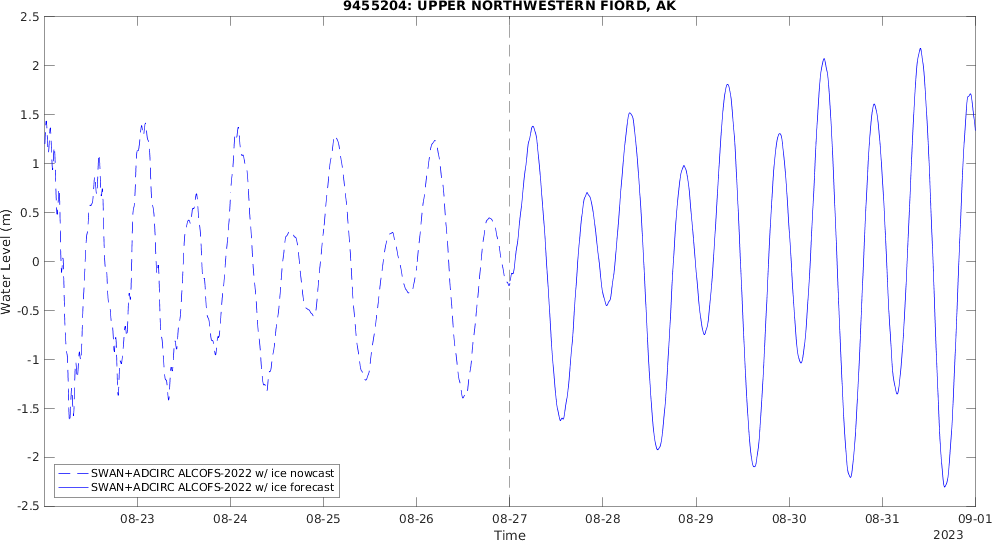 9455204: UPPER NORTHWESTERN FIORD, AK
2.5
2
1.5
1
0.5
0
-0.5
-1
-1.5
-2
-2.5
Water Level (m)
SWAN+ADCIRC ALCOFS-2022 w/ ice nowcast
SWAN+ADCIRC ALCOFS-2022 w/ ice forecast
08-23 08-24 08-25 08-26 08-27 08-28 08-29 08-30 08-31 09-01
Time
2023